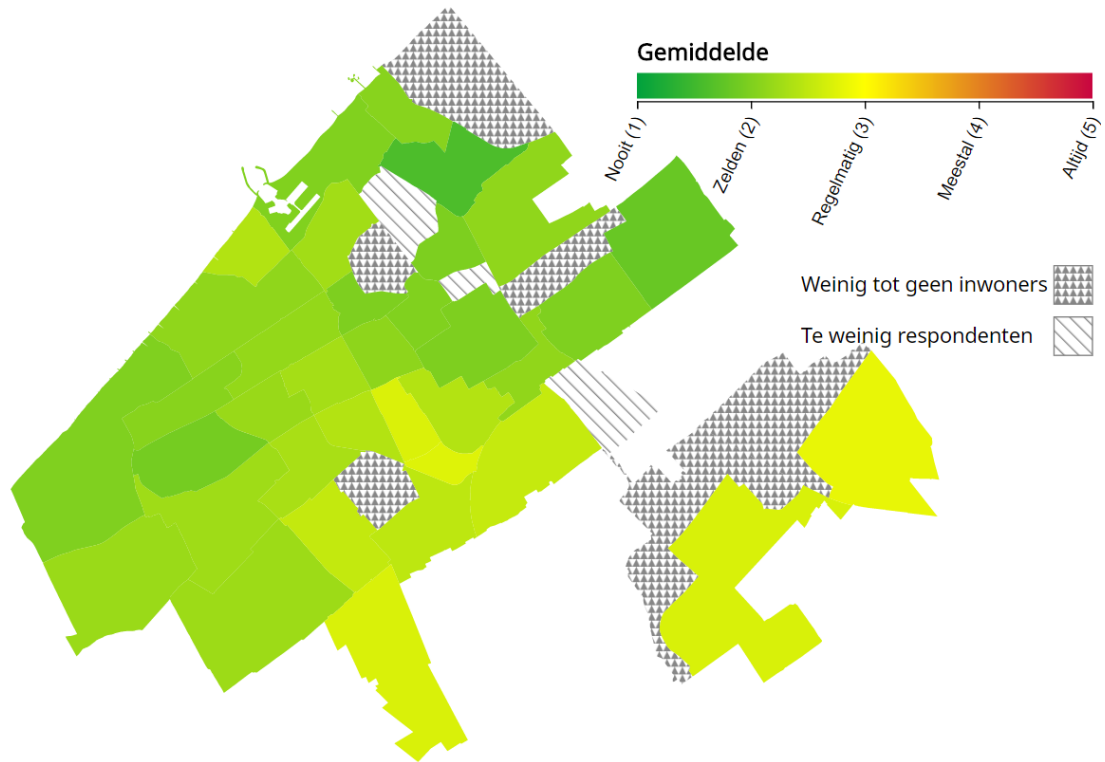 Gemiddelde
Nooit (1)
Zelden (2)
Regelmatig (3)
Meestal (4)
Altijd (5)
Weinig tot geen inwoners
Te weinig respondenten